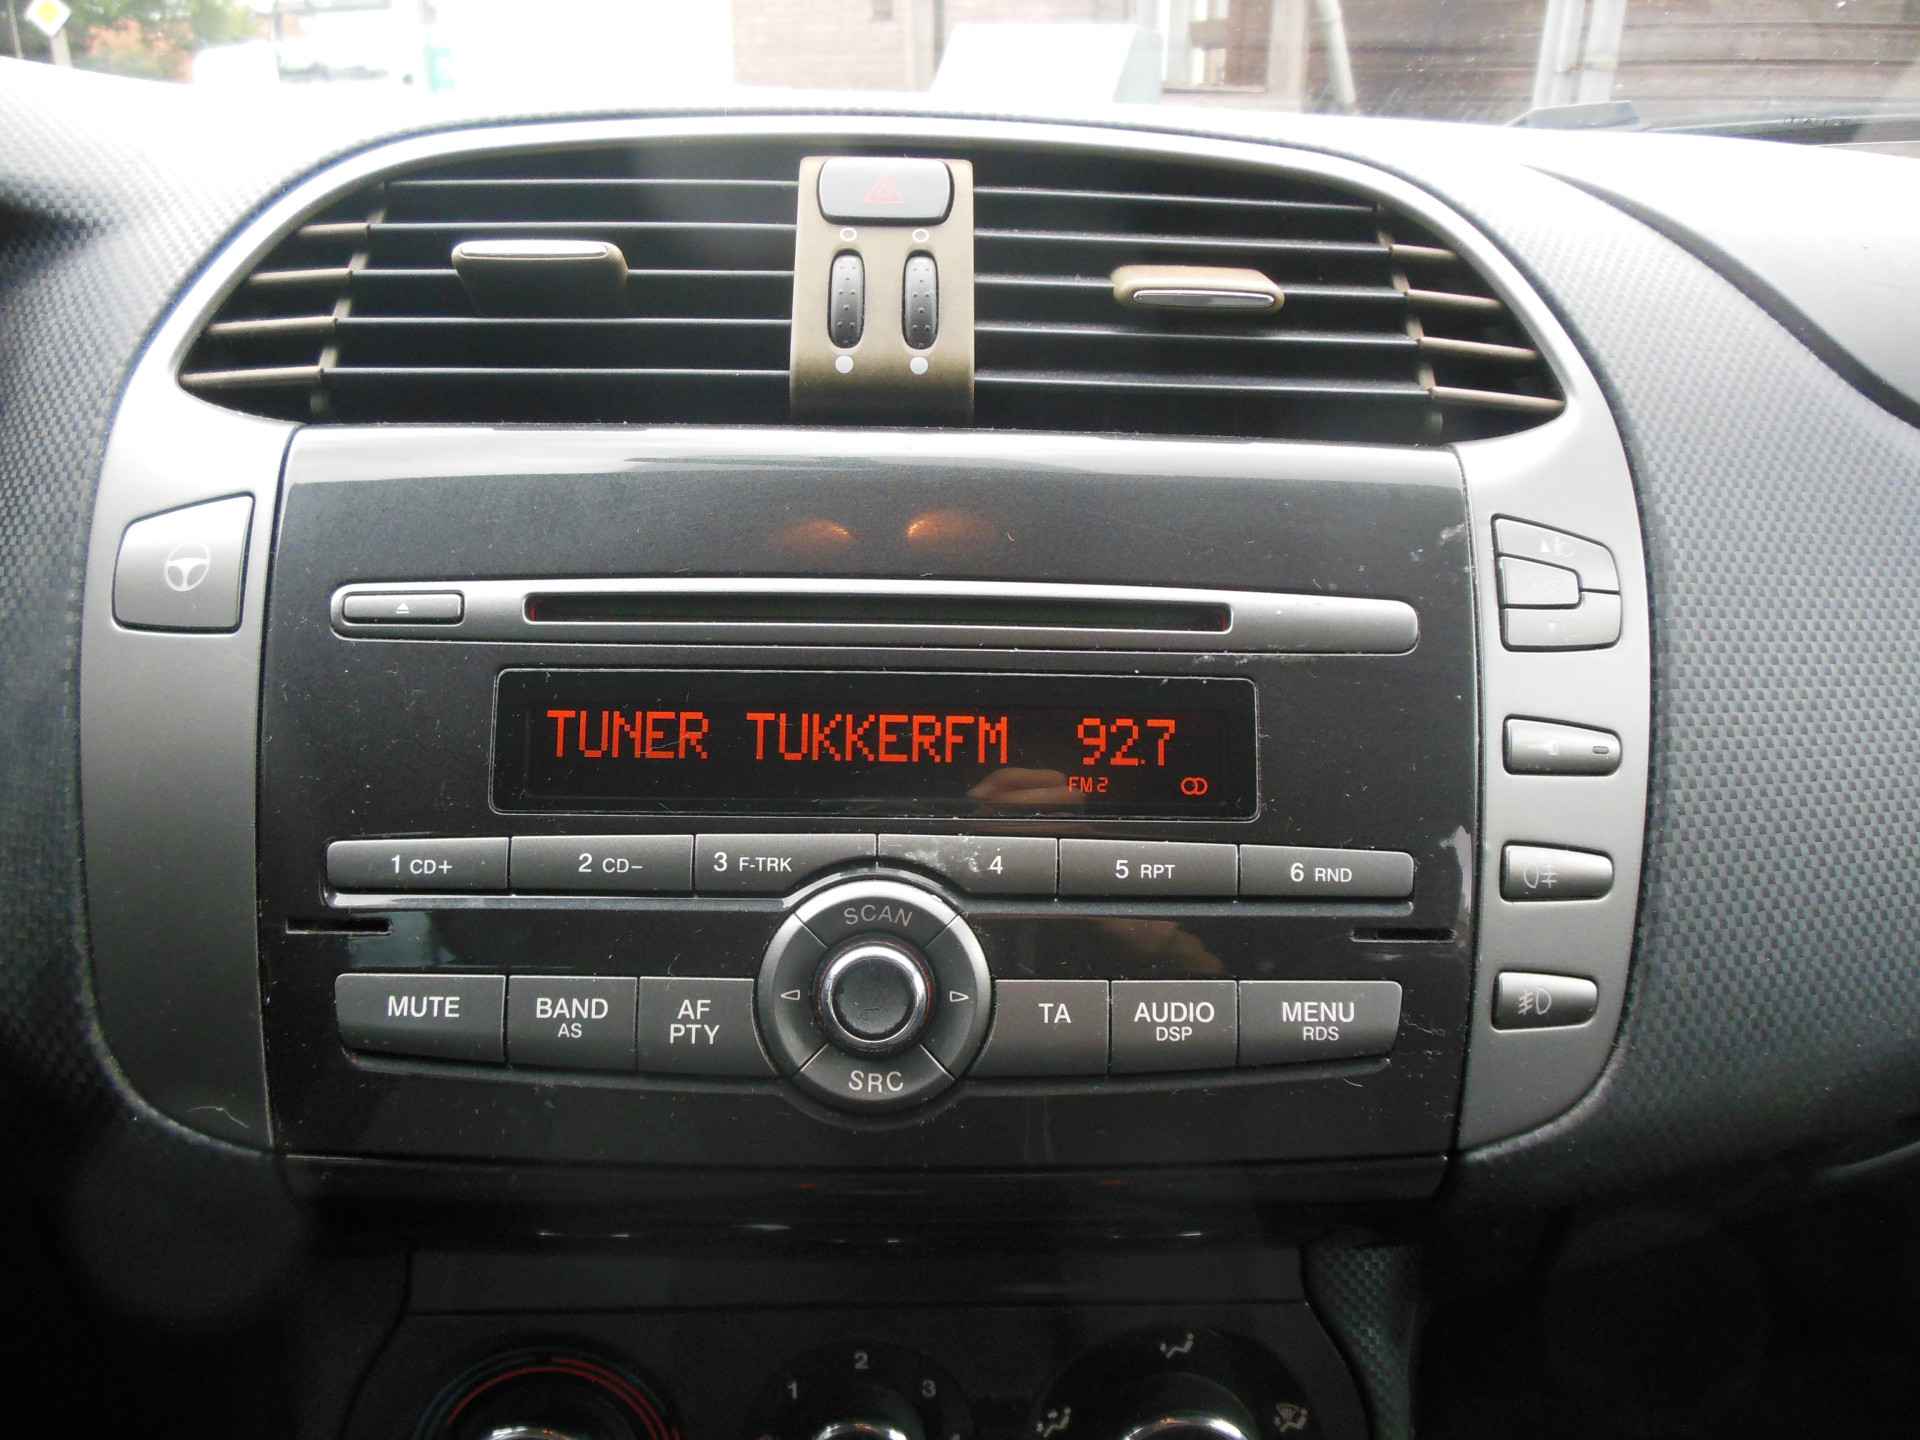 TUNER TUKKERFM 92.7
FM2
1 CD+ 2 CD- 3 F-TRK 4 5 RPT 6 RND
SCAN
MUTE BAND AF TA AUDIO MENU
AS PTY DSP RDS
SRC
2
1 3